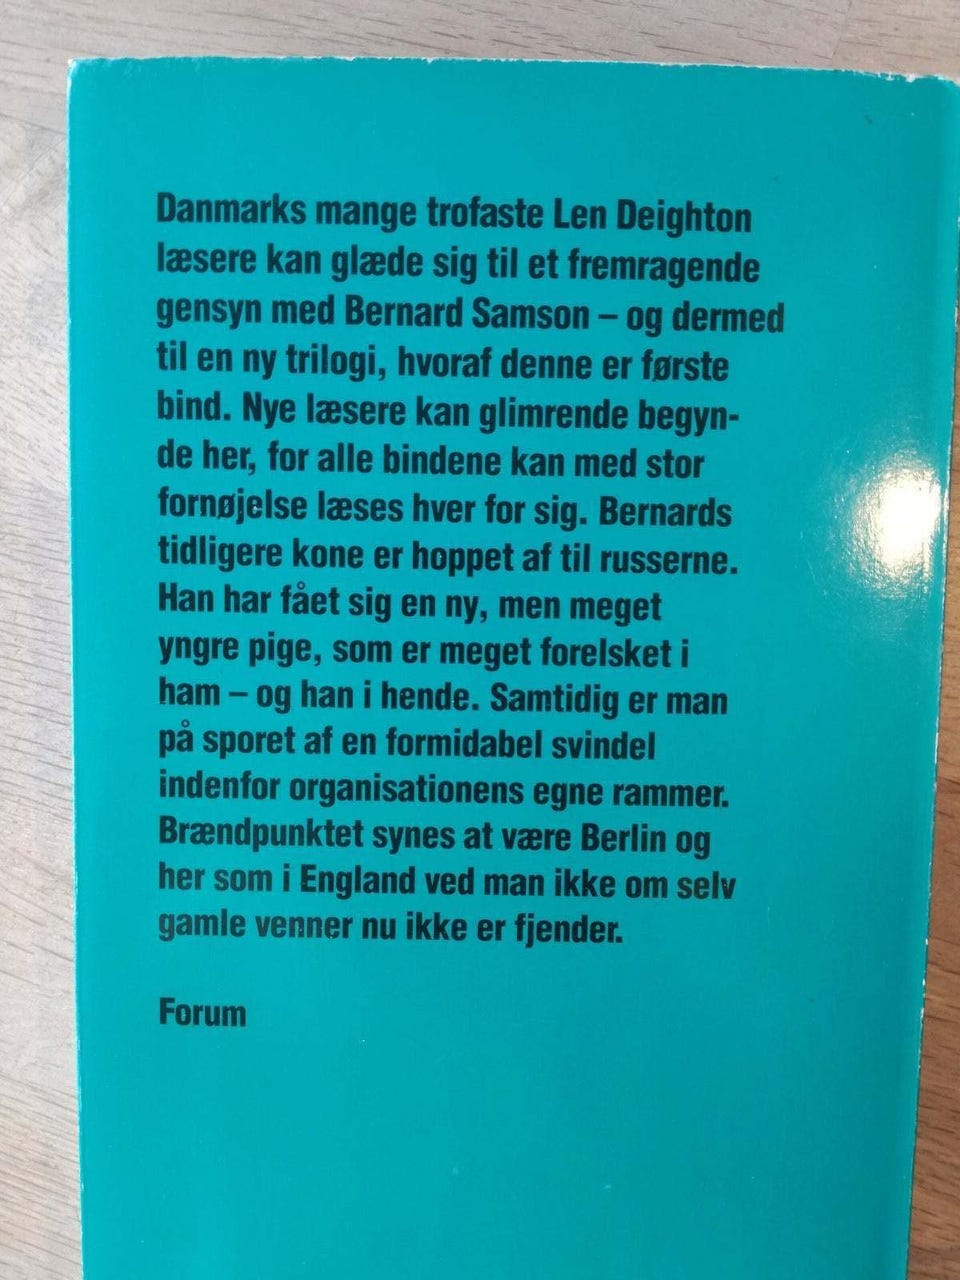 Danmarks mange trofaste Len Deighton
læsere kan glæde sig til et fremragende
gensyn med Bernard Samson – og dermed
til en ny trilogi, hvoraf denne er første
bind. Nye læsere kan glimrende begyn-
de her, for alle bindene kan med stor
fornøjelse læses hver for sig. Bernards
tidligere kone er hoppet af til russerne.
Han har fået sig en ny, men meget
yngre pige, som er meget forelsket i
ham – og han i hende. Samtidig er man
på sporet af en formidabel svindel
indenfor organisationens egne rammer.
Brændpunktet synes at være Berlin og
her som i England ved man ikke om selv
gamle venner nu ikke er fjender.
Forum